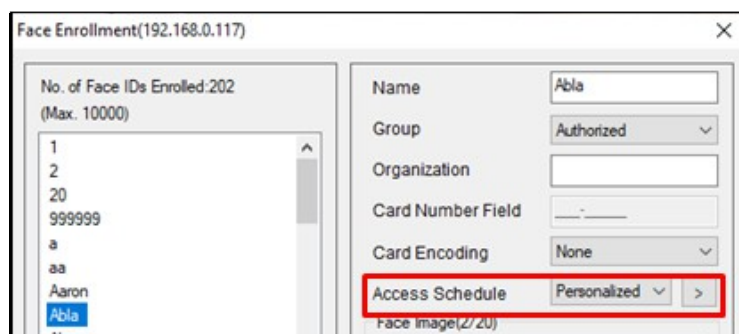 Face Enrollment(192.168.0.117)
No. of Face IDs Enrolled:202
(Max. 10000)
1
2
20
999999
a
aa
Aaron
Abla
Name Abla
Group Authorized
Organization
Card Number Field ___-_____
Card Encoding None
Access Schedule Personalized >
Face Image(2/20)